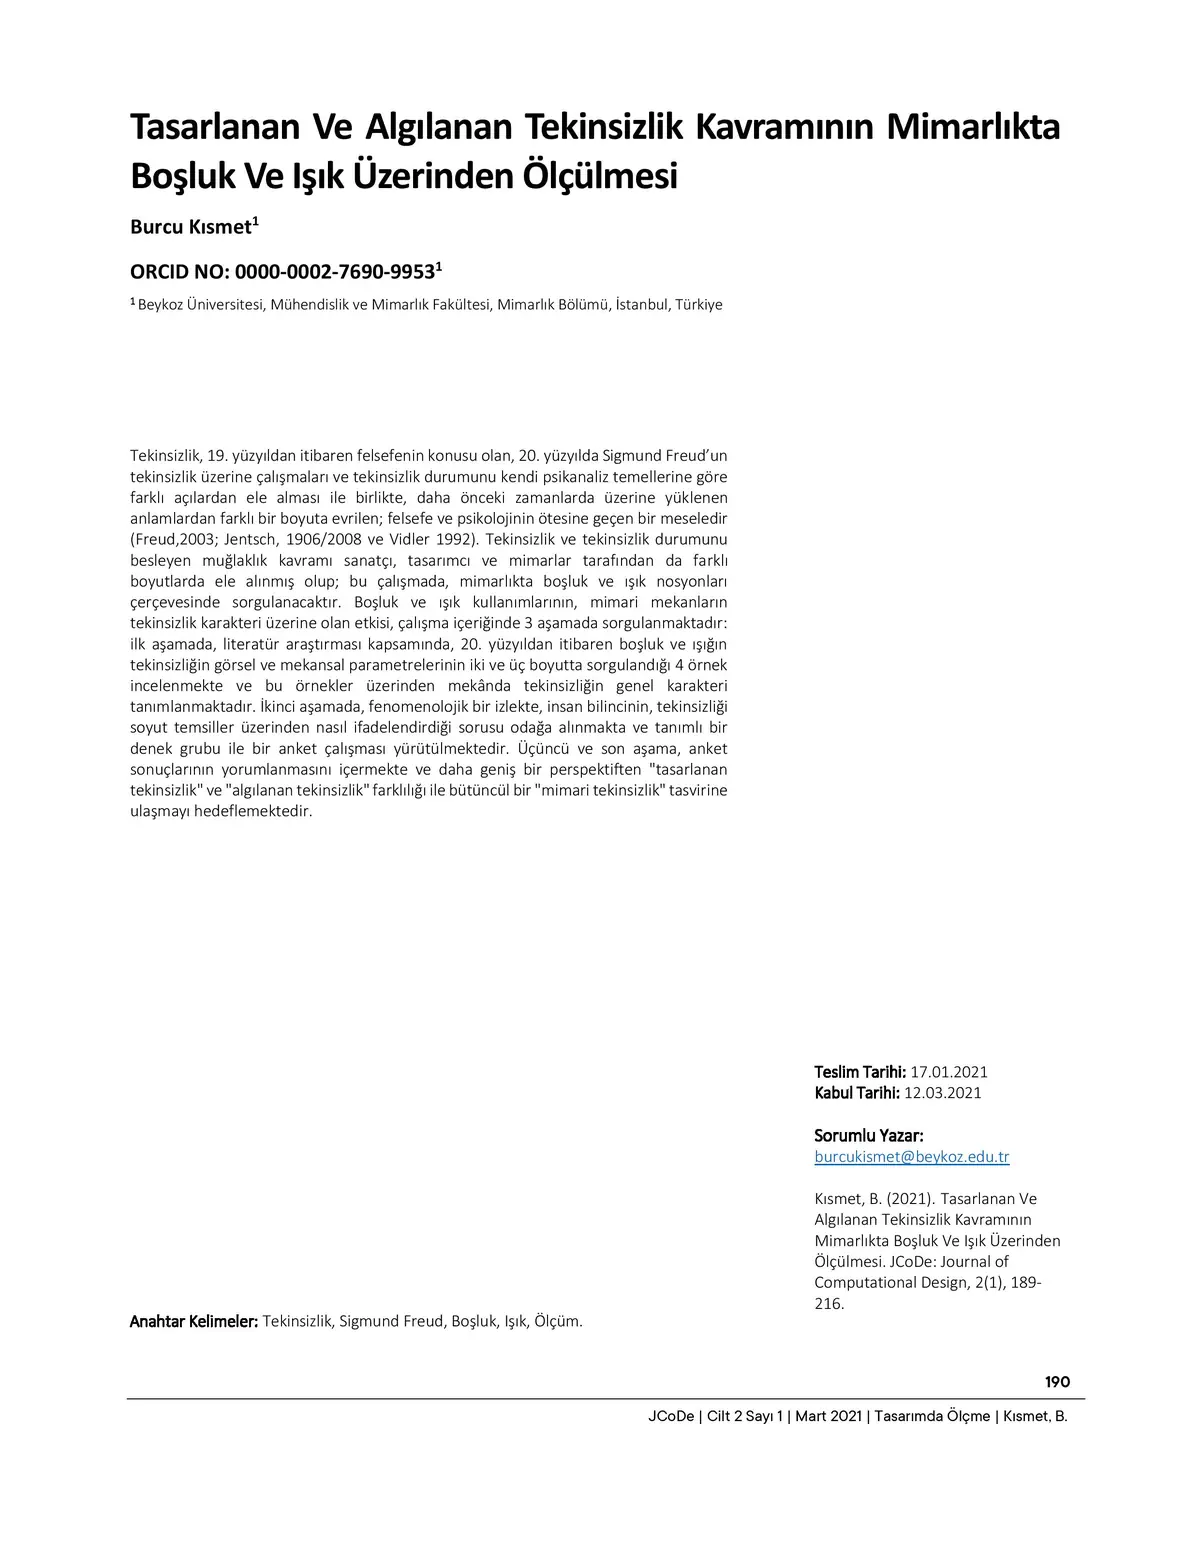 Tasarlanan Ve Algılanan Tekinsizlik Kavramının Mimarlıkta
Boşluk Ve Işık Üzerinden Ölçülmesi
Burcu Kısmet¹
ORCID NO: 0000-0002-7690-9953¹
¹ Beykoz Üniversitesi, Mühendislik ve Mimarlık Fakültesi, Mimarlık Bölümü, İstanbul, Türkiye
Tekinsizlik, 19. yüzyıldan itibaren felsefenin konusu olan, 20. yüzyılda Sigmund Freud’un
tekinsizlik üzerine çalışmaları ve tekinsizlik durumunu kendi psikanaliz temellerine göre
farklı açılardan ele alması ile birlikte, daha önceki zamanlarda üzerine yüklenen
anlamlardan farklı bir boyuta evrilen; felsefe ve psikolojinin ötesine geçen bir meseledir
(Freud,2003; Jentsch, 1906/2008 ve Vidler 1992). Tekinsizlik ve tekinsizlik durumunu
besleyen muğlaklık kavramı sanatçı, tasarımcı ve mimarlar tarafından da farklı
boyutlarda ele alınmış olup; bu çalışmada, mimarlıkta boşluk ve ışık nosyonları
çerçevesinde sorgulanacaktır. Boşluk ve ışık kullanımlarının, mimari mekanların
tekinsizlik karakteri üzerine olan etkisi, çalışma içeriğinde 3 aşamada sorgulanmaktadır:
ilk aşamada, literatür araştırması kapsamında, 20. yüzyıldan itibaren boşluk ve ışığın
tekinsizliğin görsel ve mekansal parametrelerinin iki ve üç boyutta sorgulandığı 4 örnek
incelenmekte ve bu örnekler üzerinden mekânda tekinsizliğin genel karakteri
tanımlanmaktadır. İkinci aşamada, fenomenolojik bir izlekte, insan bilincinin, tekinsizliği
soyut temsiller üzerinden nasıl ifadelendirdiği sorusu odağa alınmakta ve tanımlı bir
denek grubu ile bir anket çalışması yürütülmektedir. Üçüncü ve son aşama, anket
sonuçlarının yorumlanmasını içermekte ve daha geniş bir perspektiften "tasarlanan
tekinsizlik" ve "algılanan tekinsizlik" farklılığı ile bütüncül bir "mimari tekinsizlik" tasvirine
ulaşmayı hedeflemektedir.
Teslim Tarihi: 17.01.2021
Kabul Tarihi: 12.03.2021
Sorumlu Yazar:
burcukismet@beykoz.edu.tr
Kısmet, B. (2021). Tasarlanan Ve
Algılanan Tekinsizlik Kavramının
Mimarlıkta Boşluk Ve Işık Üzerinden
Ölçülmesi. JCoDe: Journal of
Computational Design, 2(1), 189-
216.
Anahtar Kelimeler: Tekinsizlik, Sigmund Freud, Boşluk, Işık, Ölçüm.
190
JCoDe | Cilt 2 Sayı 1 | Mart 2021 | Tasarımda Ölçme | Kısmet, B.